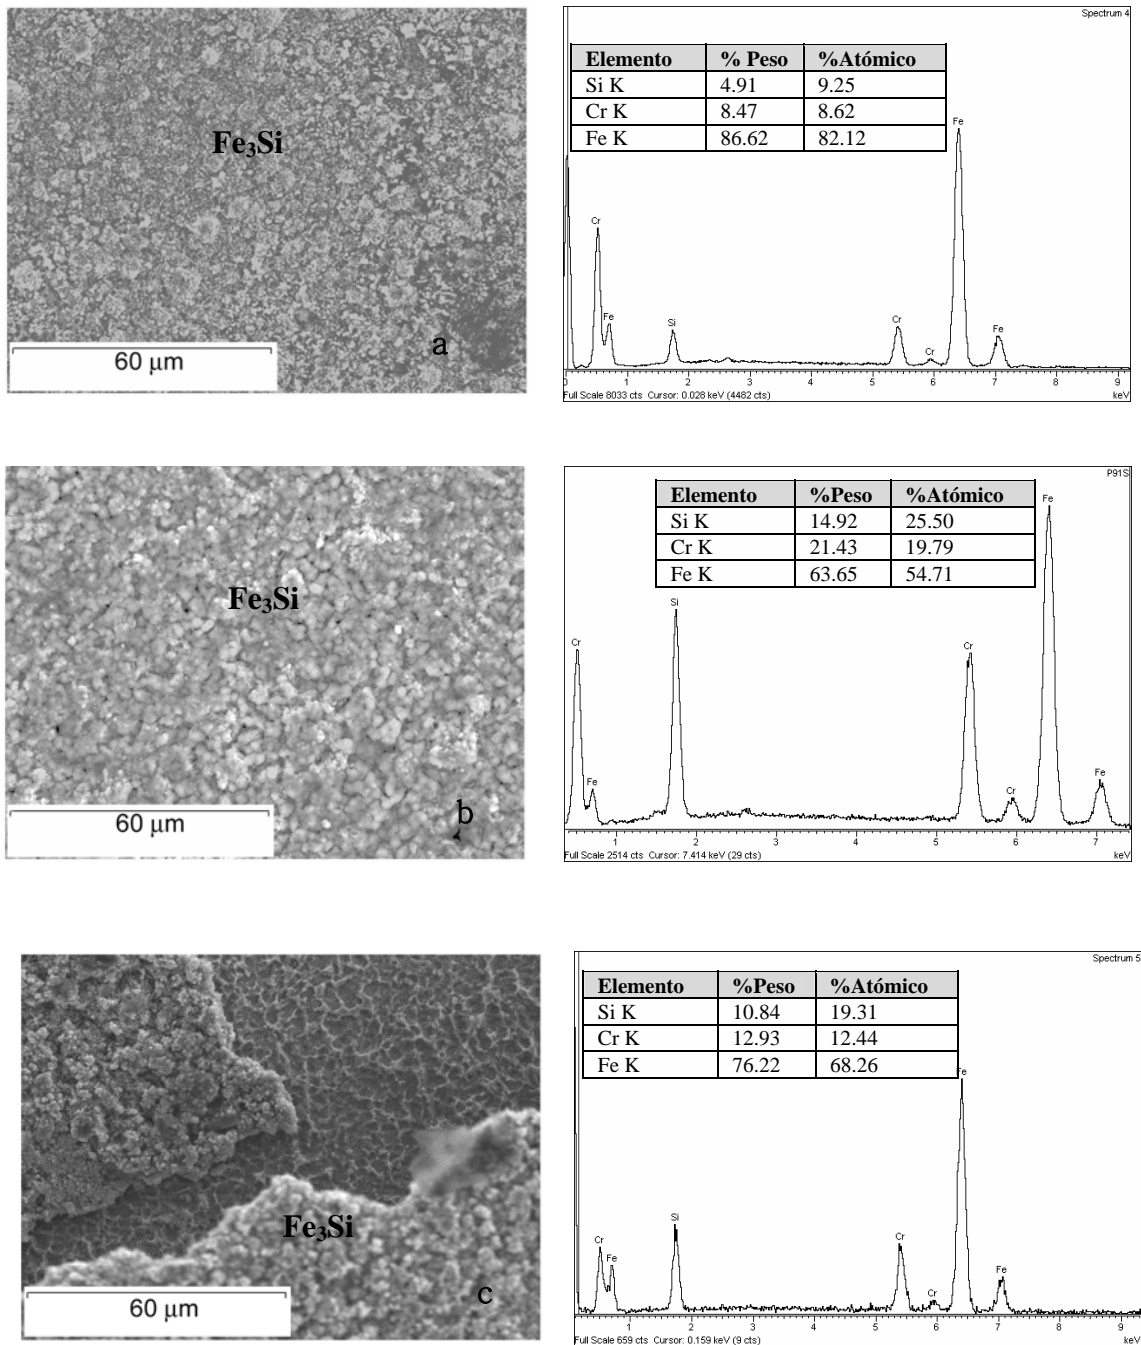 Spectrum 4
Elemento % Peso %Atómico
Si K 4.91 9.25
Cr K 8.47 8.62
Fe K 86.62 82.12
Fe₃Si
60 µm
a
Cr
Fe
Si
Cr
Cr
Fe
Fe
0 1 2 3 4 5 6 7 8 9
Full Scale 8033 cts Cursor: 0.028 keV (4482 cts) keV
P91S
Elemento %Peso %Atómico
Si K 14.92 25.50
Cr K 21.43 19.79
Fe K 63.65 54.71
Fe₃Si
60 µm
b
Cr
Fe
Si
Cr
Cr
Fe
Fe
1 2 3 4 5 6 7
Full Scale 2514 cts Cursor: 7.414 keV (29 cts) keV
Spectrum 5
Elemento %Peso %Atómico
Si K 10.84 19.31
Cr K 12.93 12.44
Fe K 76.22 68.26
Fe₃Si
60 µm
c
Cr
Fe
Si
Cr
Cr
Fe
Fe
1 2 3 4 5 6 7 8 9
Full Scale 659 cts Cursor: 0.159 keV (9 cts) keV